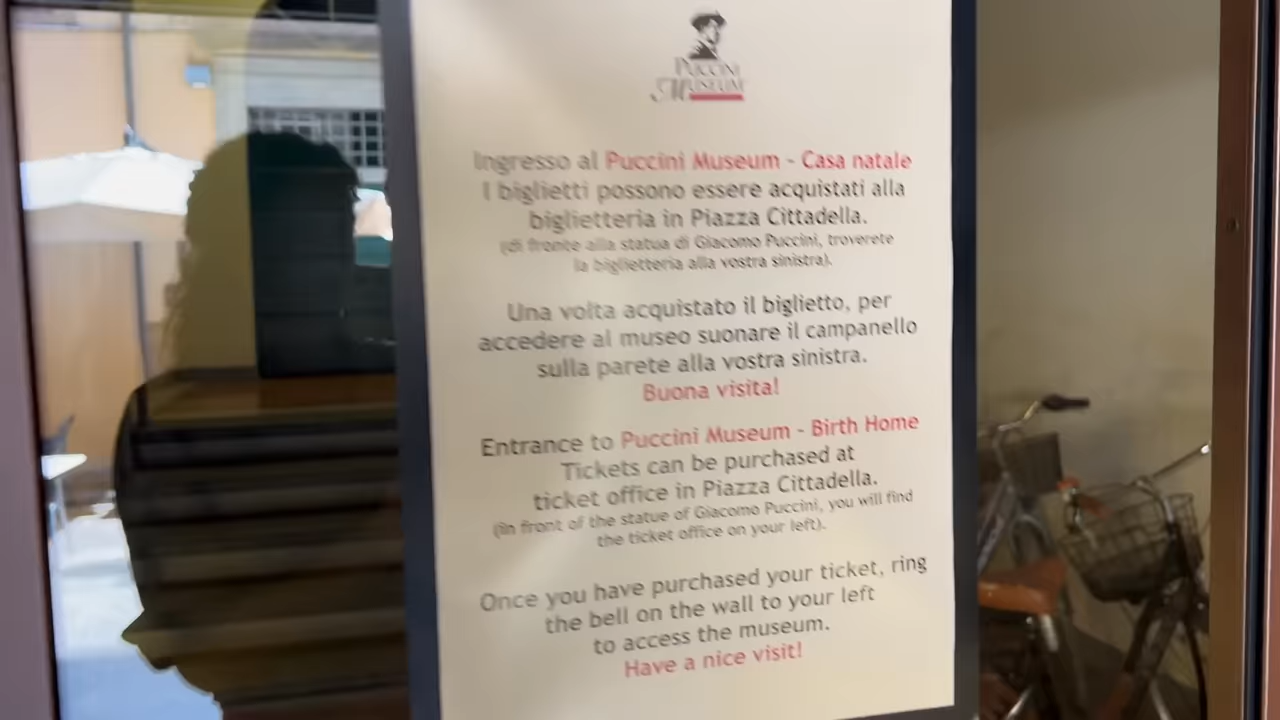 PUCCINI
MUSEUM
Ingresso al Puccini Museum - Casa natale
I biglietti possono essere acquistati alla
biglietteria in Piazza Cittadella.
(di fronte alla statua di Giacomo Puccini, troverete
la biglietteria alla vostra sinistra).
Una volta acquistato il biglietto, per
accedere al museo suonare il campanello
sulla parete alla vostra sinistra.
Buona visita!
Entrance to Puccini Museum - Birth Home
Tickets can be purchased at
ticket office in Piazza Cittadella.
(in front of the statue of Giacomo Puccini, you will find
the ticket office on your left).
Once you have purchased your ticket, ring
the bell on the wall to your left
to access the museum.
Have a nice visit!